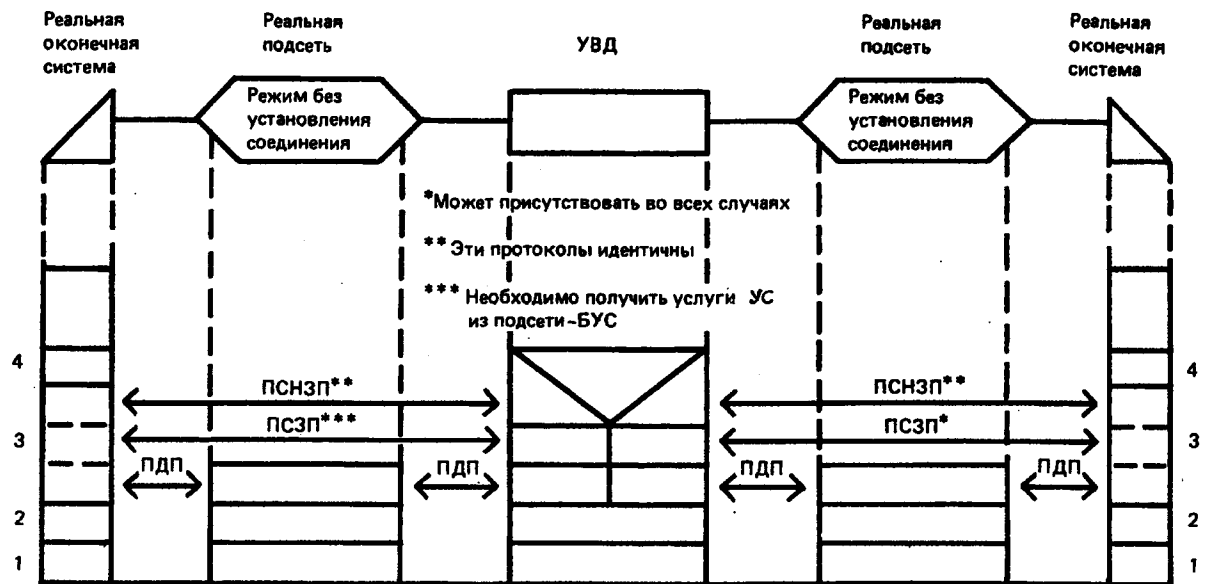 Реальная
оконечная
система
Реальная
подсеть
УВД
Реальная
подсеть
Реальная
оконечная
система
Режим без
установления
соединения
Режим без
установления
соединения
*Может присутствовать во всех случаях
** Эти протоколы идентичны
*** Необходимо получить услуги УС
из подсети-БУС
4
ПСНЗП**
ПСНЗП**
4
3
ПСЗП***
ПСЗП*
3
ПДП
ПДП
ПДП
ПДП
2
2
1
1